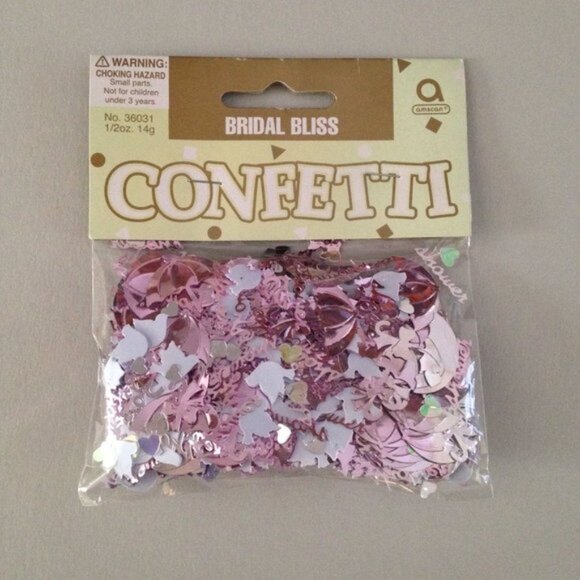 ⚠ WARNING:
CHOKING HAZARD
Small parts.
Not for children
under 3 years.
No. 36031
1/2oz. 14g
BRIDAL BLISS
a
amscan®
CONFETTI
shower